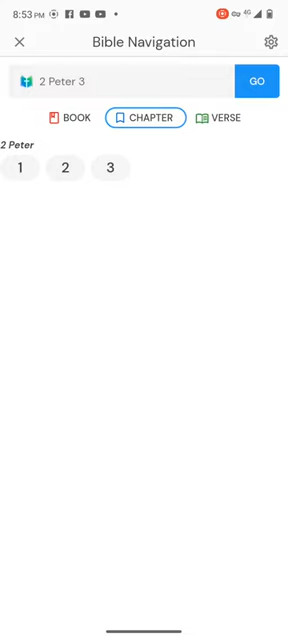 8:53 PM
4G
Bible Navigation
2 Peter 3
GO
BOOK CHAPTER VERSE
2 Peter
1 2 3